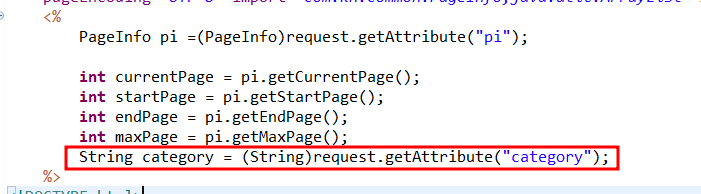 <%
PageInfo pi =(PageInfo)request.getAttribute("pi");
int currentPage = pi.getCurrentPage();
int startPage = pi.getStartPage();
int endPage = pi.getEndPage();
int maxPage = pi.getMaxPage();
String category = (String)request.getAttribute("category");
%>